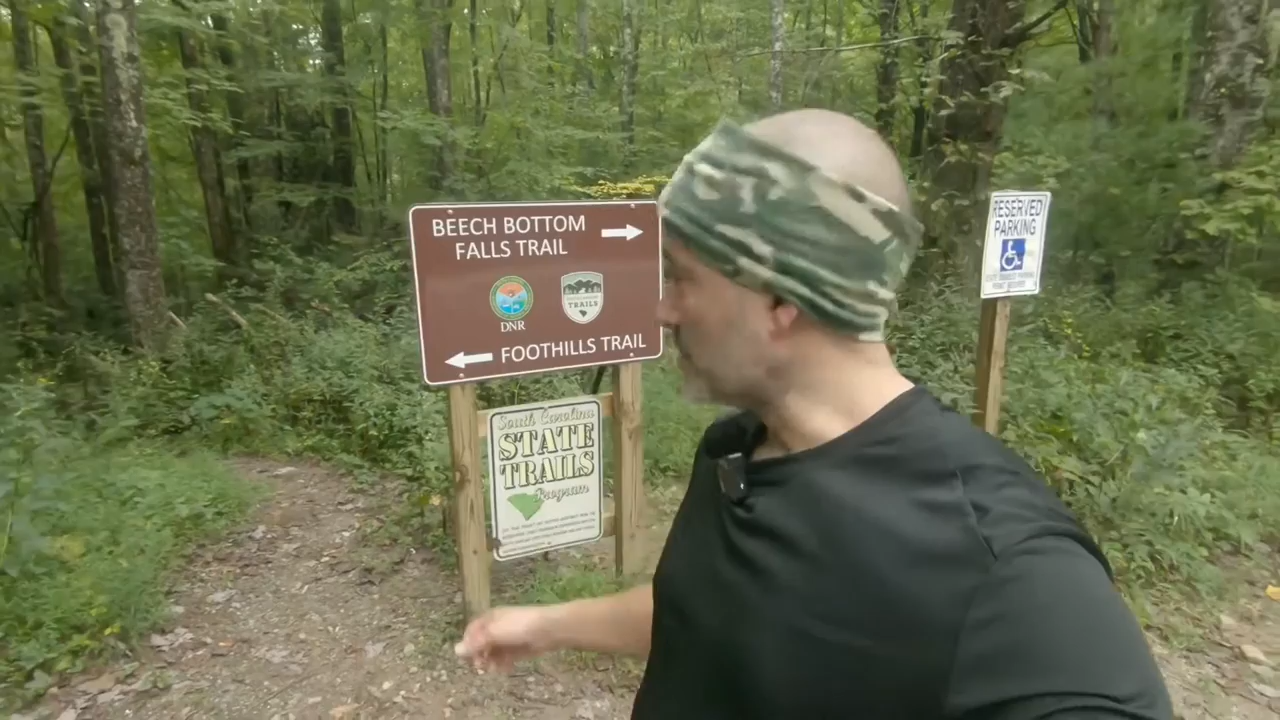 BEECH BOTTOM
FALLS TRAIL
TRAILS
DNR
FOOTHILLS TRAIL
South Carolina
STATE
TRAILS
Program
RESERVED
PARKING